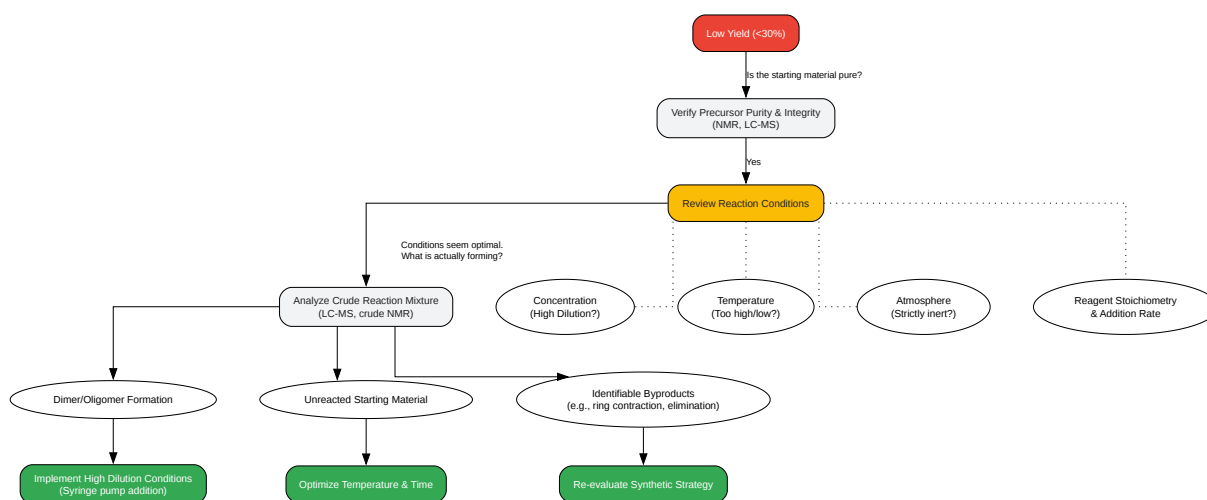 Low Yield (<30%)
Is the starting material pure?
Verify Precursor Purity & Integrity
(NMR, LC-MS)
Yes
Review Reaction Conditions
Conditions seem optimal.
What is actually forming?
Analyze Crude Reaction Mixture
(LC-MS, crude NMR)
Concentration
(High Dilution?)
Temperature
(Too high/low?)
Atmosphere
(Strictly inert?)
Reagent Stoichiometry
& Addition Rate
Dimer/Oligomer Formation
Unreacted Starting Material
Identifiable Byproducts
(e.g., ring contraction, elimination)
Implement High Dilution Conditions
(Syringe pump addition)
Optimize Temperature & Time
Re-evaluate Synthetic Strategy